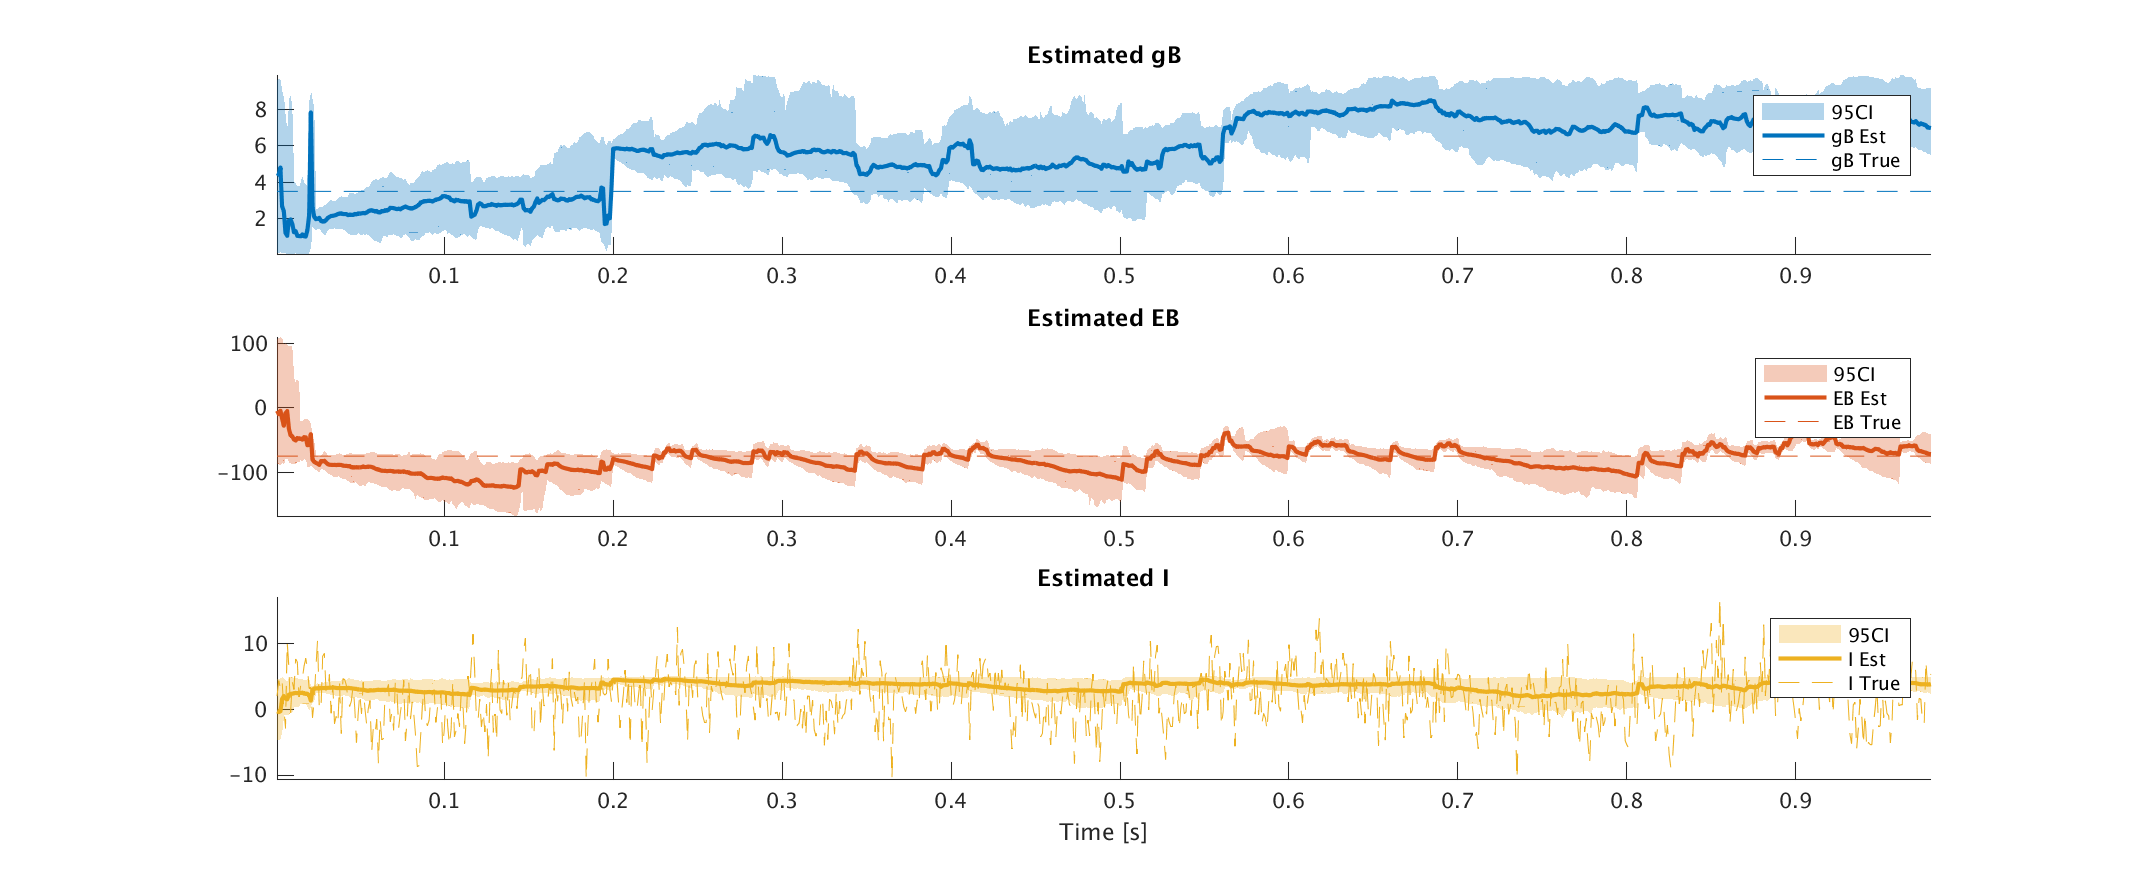 Estimated gB
8
6
4
2
95CI
gB Est
gB True
0.1 0.2 0.3 0.4 0.5 0.6 0.7 0.8 0.9
Estimated EB
100
0
-100
95CI
EB Est
EB True
0.1 0.2 0.3 0.4 0.5 0.6 0.7 0.8 0.9
Estimated I
10
0
-10
95CI
I Est
I True
0.1 0.2 0.3 0.4 0.5 0.6 0.7 0.8 0.9
Time [s]